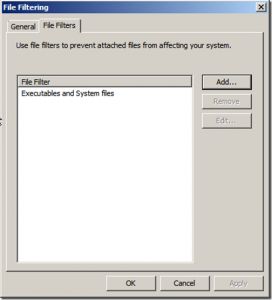 File Filtering
General
File Filters
Use file filters to prevent attached files from affecting your system.
File Filter
Executables and System files
Add...
Remove
Edit...
OK
Cancel
Apply